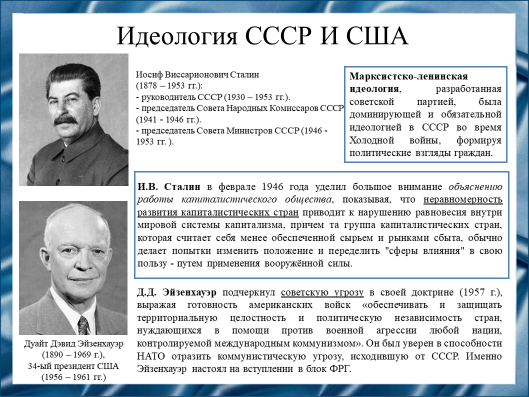 Идеология СССР И США
Иосиф Виссарионович Сталин
(1878 – 1953 гг.):
- руководитель СССР (1930 – 1953 гг.).
- председатель Совета Народных Комиссаров СССР
(1941 - 1946 гг.).
- председатель Совета Министров СССР (1946 -
1953 гг. ).
Марксистско-ленинская
идеология, разработанная
советской партией, была
доминирующей и обязательной
идеологией в СССР во время
Холодной войны, формируя
политические взгляды граждан.
И.В. Сталин в феврале 1946 года уделил большое внимание объяснению
работы капиталистического общества, показывая, что неравномерность
развития капиталистических стран приводит к нарушению равновесия внутри
мировой системы капитализма, причем та группа капиталистических стран,
которая считает себя менее обеспеченной сырьем и рынками сбыта, обычно
делает попытки изменить положение и переделить "сферы влияния" в свою
пользу - путем применения вооружённой силы.
Д.Д. Эйзенхауэр подчеркнул советскую угрозу в своей доктрине (1957 г.),
выражая готовность американских войск «обеспечивать и защищать
территориальную целостность и политическую независимость стран,
нуждающихся в помощи против военной агрессии любой нации,
контролируемой международным коммунизмом». Он был уверен в способности
НАТО отразить коммунистическую угрозу, исходившую от СССР. Именно
Эйзенхауэр настоял на вступлении в блок ФРГ.
Дуайт Дэвид Эйзенхауэр
(1890 – 1969 г.),
34-ый президент США
(1956 – 1961 гг.)